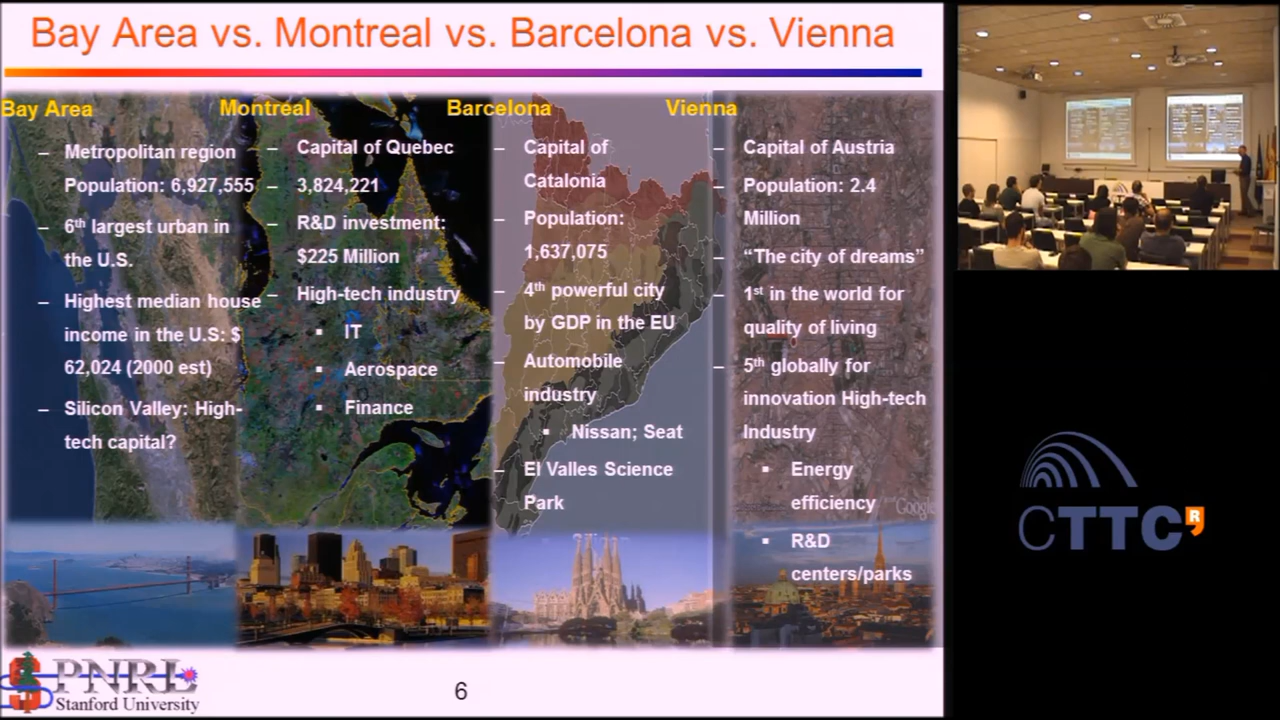 Bay Area vs. Montreal vs. Barcelona vs. Vienna
Bay Area
– Metropolitan region
Population: 6,927,555
– 6th largest urban in
the U.S.
– Highest median house
income in the U.S: $
62,024 (2000 est)
– Silicon Valley: High-
tech capital?
Montreal
– Capital of Quebec
– 3,824,221
– R&D investment:
$225 Million
– High-tech industry
▪ IT
▪ Aerospace
▪ Finance
Barcelona
– Capital of
Catalonia
– Population:
1,637,075
– 4th powerful city
by GDP in the EU
– Automobile
industry
▪ Nissan; Seat
– El Valles Science
Park
Vienna
– Capital of Austria
– Population: 2.4
Million
– “The city of dreams”
– 1st in the world for
quality of living
– 5th globally for
innovation High-tech
Industry
▪ Energy
efficiency
▪ R&D
centers/parks
Google
PNRL
Stanford University
6
CTTC R